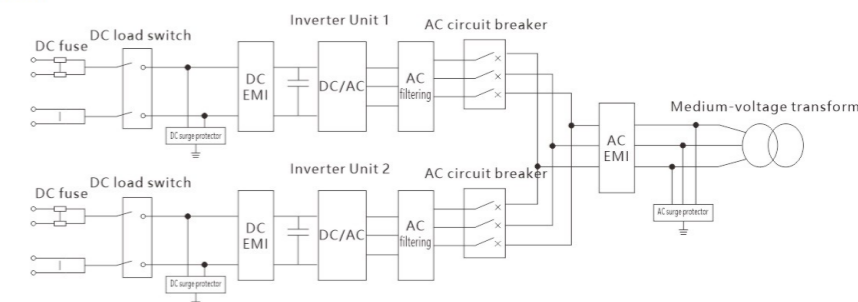 Inverter Unit 1
AC circuit breaker
DC load switch
DC fuse
DC
EMI
DC/AC
AC
filtering
DC surge protector
Medium-voltage transform
AC
EMI
AC surge protector
Inverter Unit 2
AC circuit breaker
DC load switch
DC fuse
DC
EMI
DC/AC
AC
filtering
DC surge protector